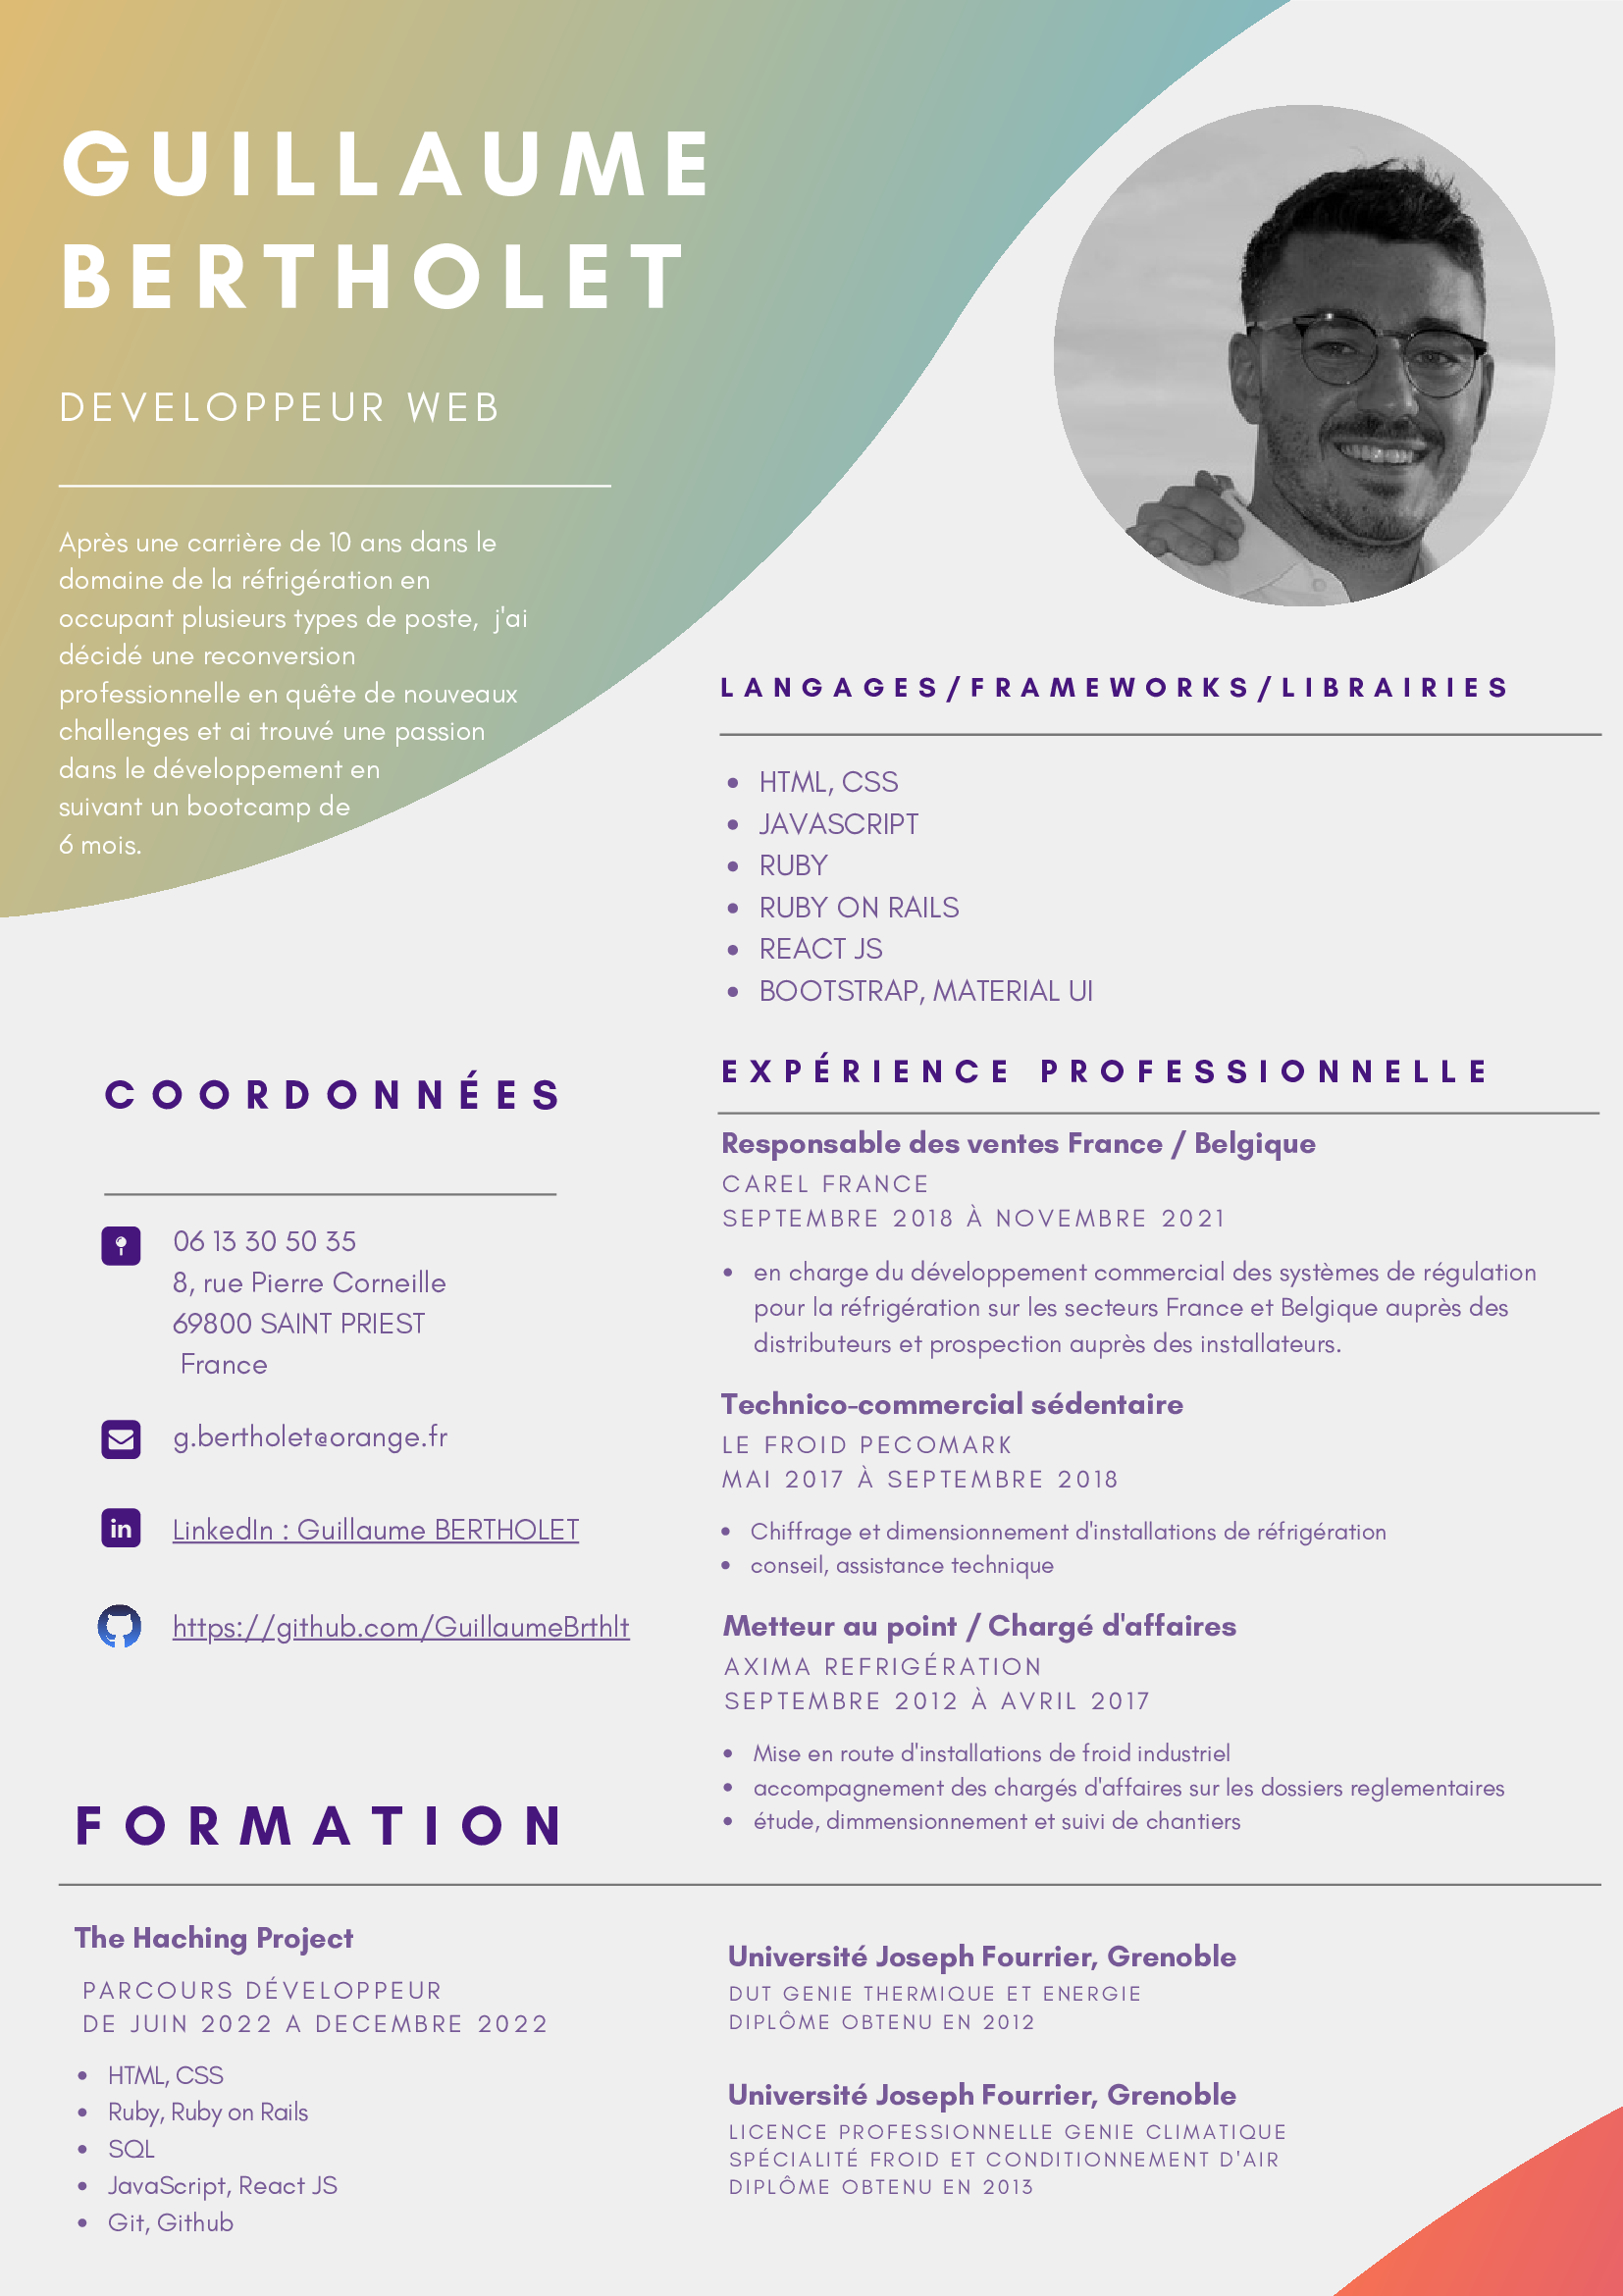 GUILLAUME
BERTHOLET
DEVELOPPEUR WEB
Après une carrière de 10 ans dans le
domaine de la réfrigération en
occupant plusieurs types de poste,  j'ai
décidé une reconversion
professionnelle en quête de nouveaux
challenges et ai trouvé une passion
dans le développement en
suivant un bootcamp de
6 mois.
LANGAGES/FRAMEWORKS/LIBRAIRIES
• HTML, CSS
• JAVASCRIPT
• RUBY
• RUBY ON RAILS
• REACT JS
• BOOTSTRAP, MATERIAL UI
COORDONNÉES
06 13 30 50 35
8, rue Pierre Corneille
69800 SAINT PRIEST
France
g.bertholet@orange.fr
LinkedIn : Guillaume BERTHOLET
https://github.com/GuillaumeBrthlt
EXPÉRIENCE PROFESSIONNELLE
Responsable des ventes France / Belgique
CAREL FRANCE
SEPTEMBRE 2018 À NOVEMBRE 2021
• en charge du développement commercial des systèmes de régulation
pour la réfrigération sur les secteurs France et Belgique auprès des
distributeurs et prospection auprès des installateurs.
Technico-commercial sédentaire
LE FROID PECOMARK
MAI 2017 À SEPTEMBRE 2018
• Chiffrage et dimensionnement d'installations de réfrigération
• conseil, assistance technique
Metteur au point / Chargé d'affaires
AXIMA REFRIGÉRATION
SEPTEMBRE 2012 À AVRIL 2017
• Mise en route d'installations de froid industriel
• accompagnement des chargés d'affaires sur les dossiers reglementaires
• étude, dimmensionnement et suivi de chantiers
FORMATION
The Haching Project
PARCOURS DÉVELOPPEUR
DE JUIN 2022 A DECEMBRE 2022
• HTML, CSS
• Ruby, Ruby on Rails
• SQL
• JavaScript, React JS
• Git, Github
Université Joseph Fourrier, Grenoble
DUT GENIE THERMIQUE ET ENERGIE
DIPLÔME OBTENU EN 2012
Université Joseph Fourrier, Grenoble
LICENCE PROFESSIONNELLE GENIE CLIMATIQUE
SPÉCIALITÉ FROID ET CONDITIONNEMENT D'AIR
DIPLÔME OBTENU EN 2013